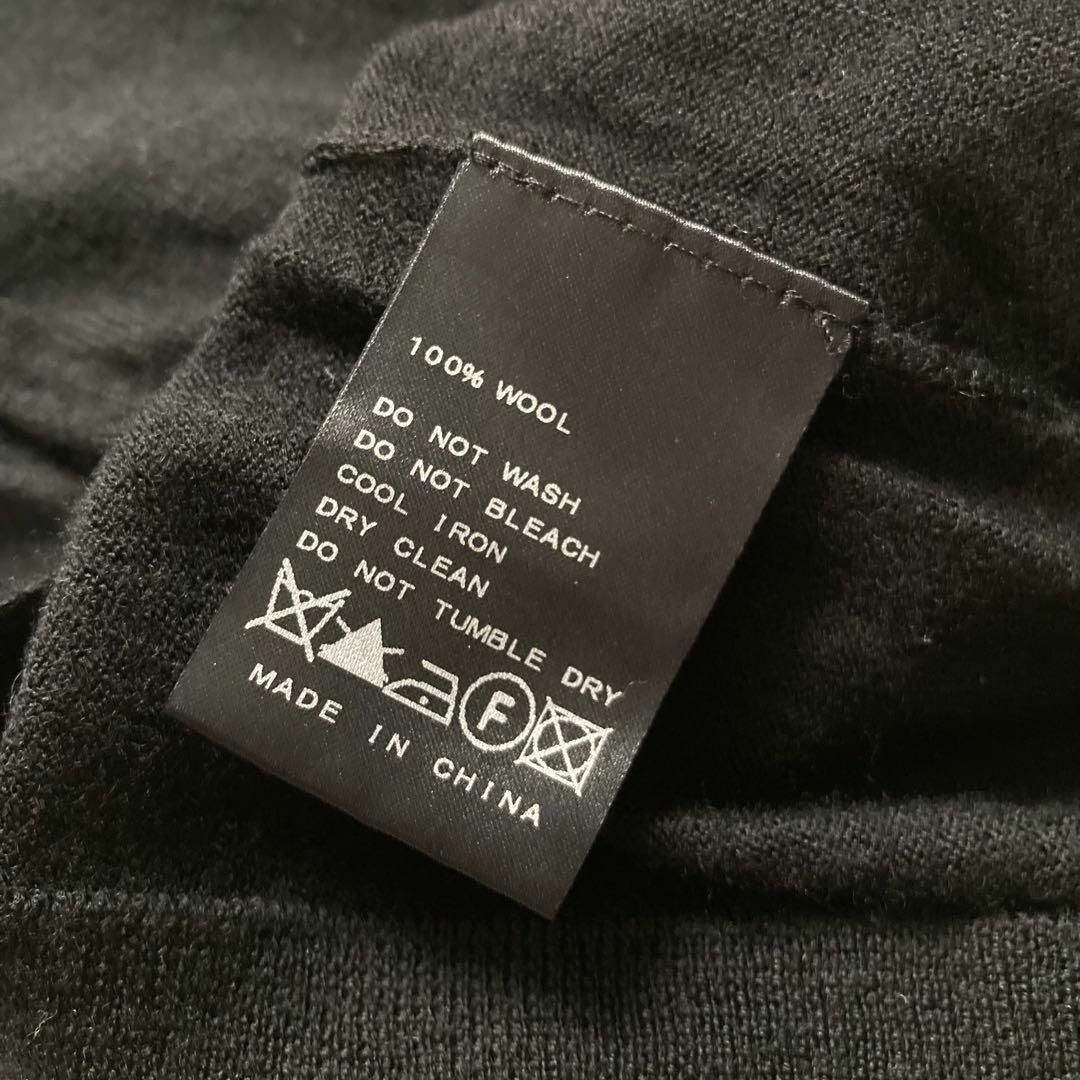 100% WOOL
DO NOT WASH
DO NOT BLEACH
COOL IRON
DRY CLEAN
DO NOT TUMBLE DRY
F
MADE IN CHINA